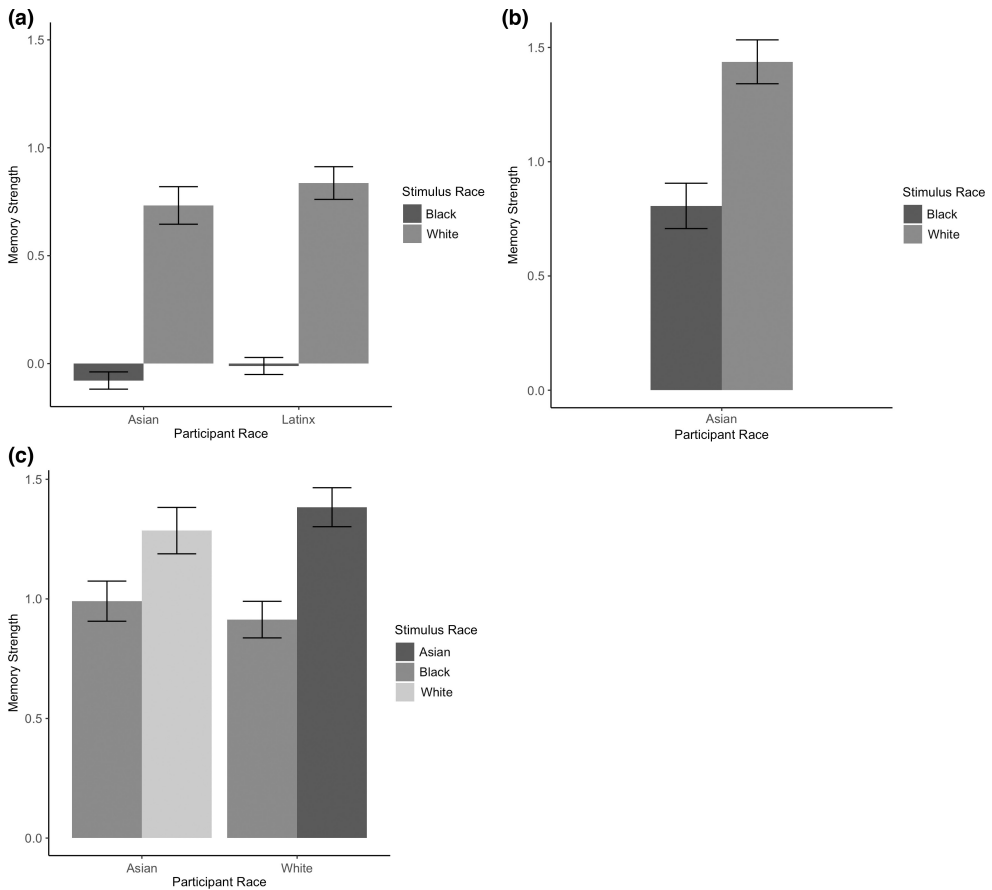 (a)
1.5
1.0
0.5
0.0
Memory Strength
Asian
Latinx
Participant Race
Stimulus Race
Black
White
(b)
1.5
1.0
0.5
0.0
Memory Strength
Asian
Participant Race
Stimulus Race
Black
White
(c)
1.5
1.0
0.5
0.0
Memory Strength
Asian
White
Participant Race
Stimulus Race
Asian
Black
White